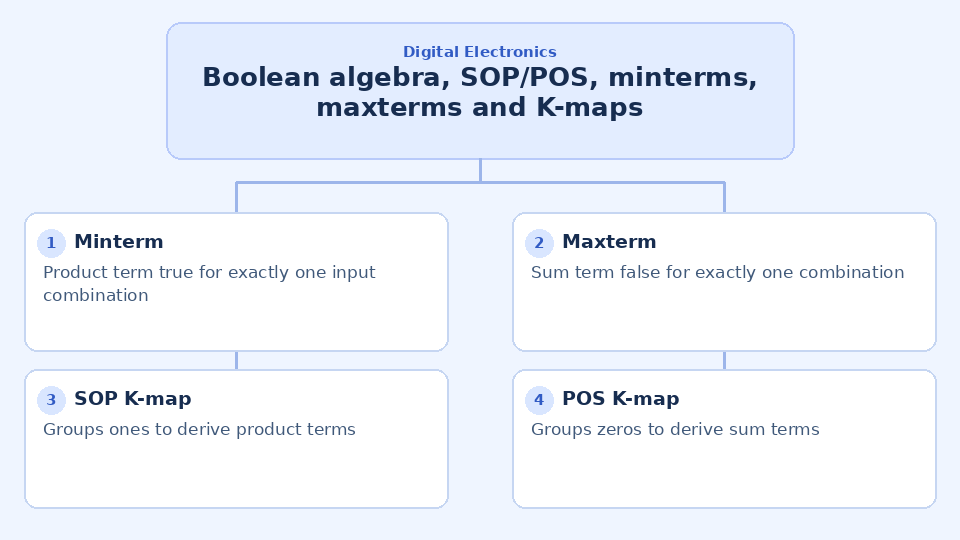 Digital Electronics
Boolean algebra, SOP/POS, minterms,
maxterms and K-maps
1 Minterm
Product term true for exactly one input
combination
2 Maxterm
Sum term false for exactly one combination
3 SOP K-map
Groups ones to derive product terms
4 POS K-map
Groups zeros to derive sum terms